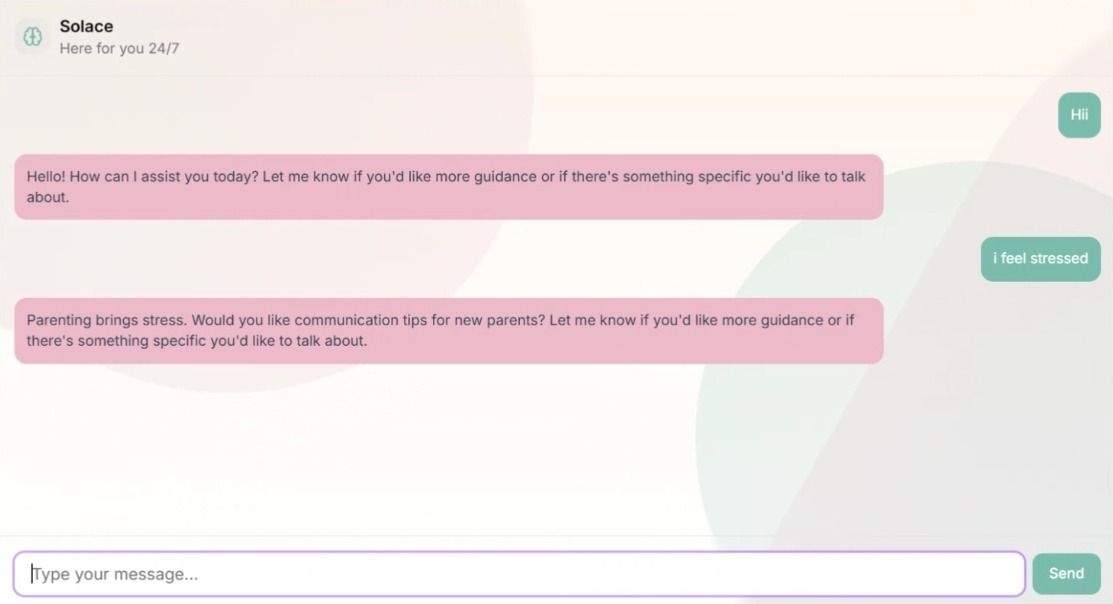 Solace
Here for you 24/7
Hii
Hello! How can I assist you today? Let me know if you'd like more guidance or if there's something specific you'd like to talk
about.
i feel stressed
Parenting brings stress. Would you like communication tips for new parents? Let me know if you'd like more guidance or if
there's something specific you'd like to talk about.
Type your message...
Send